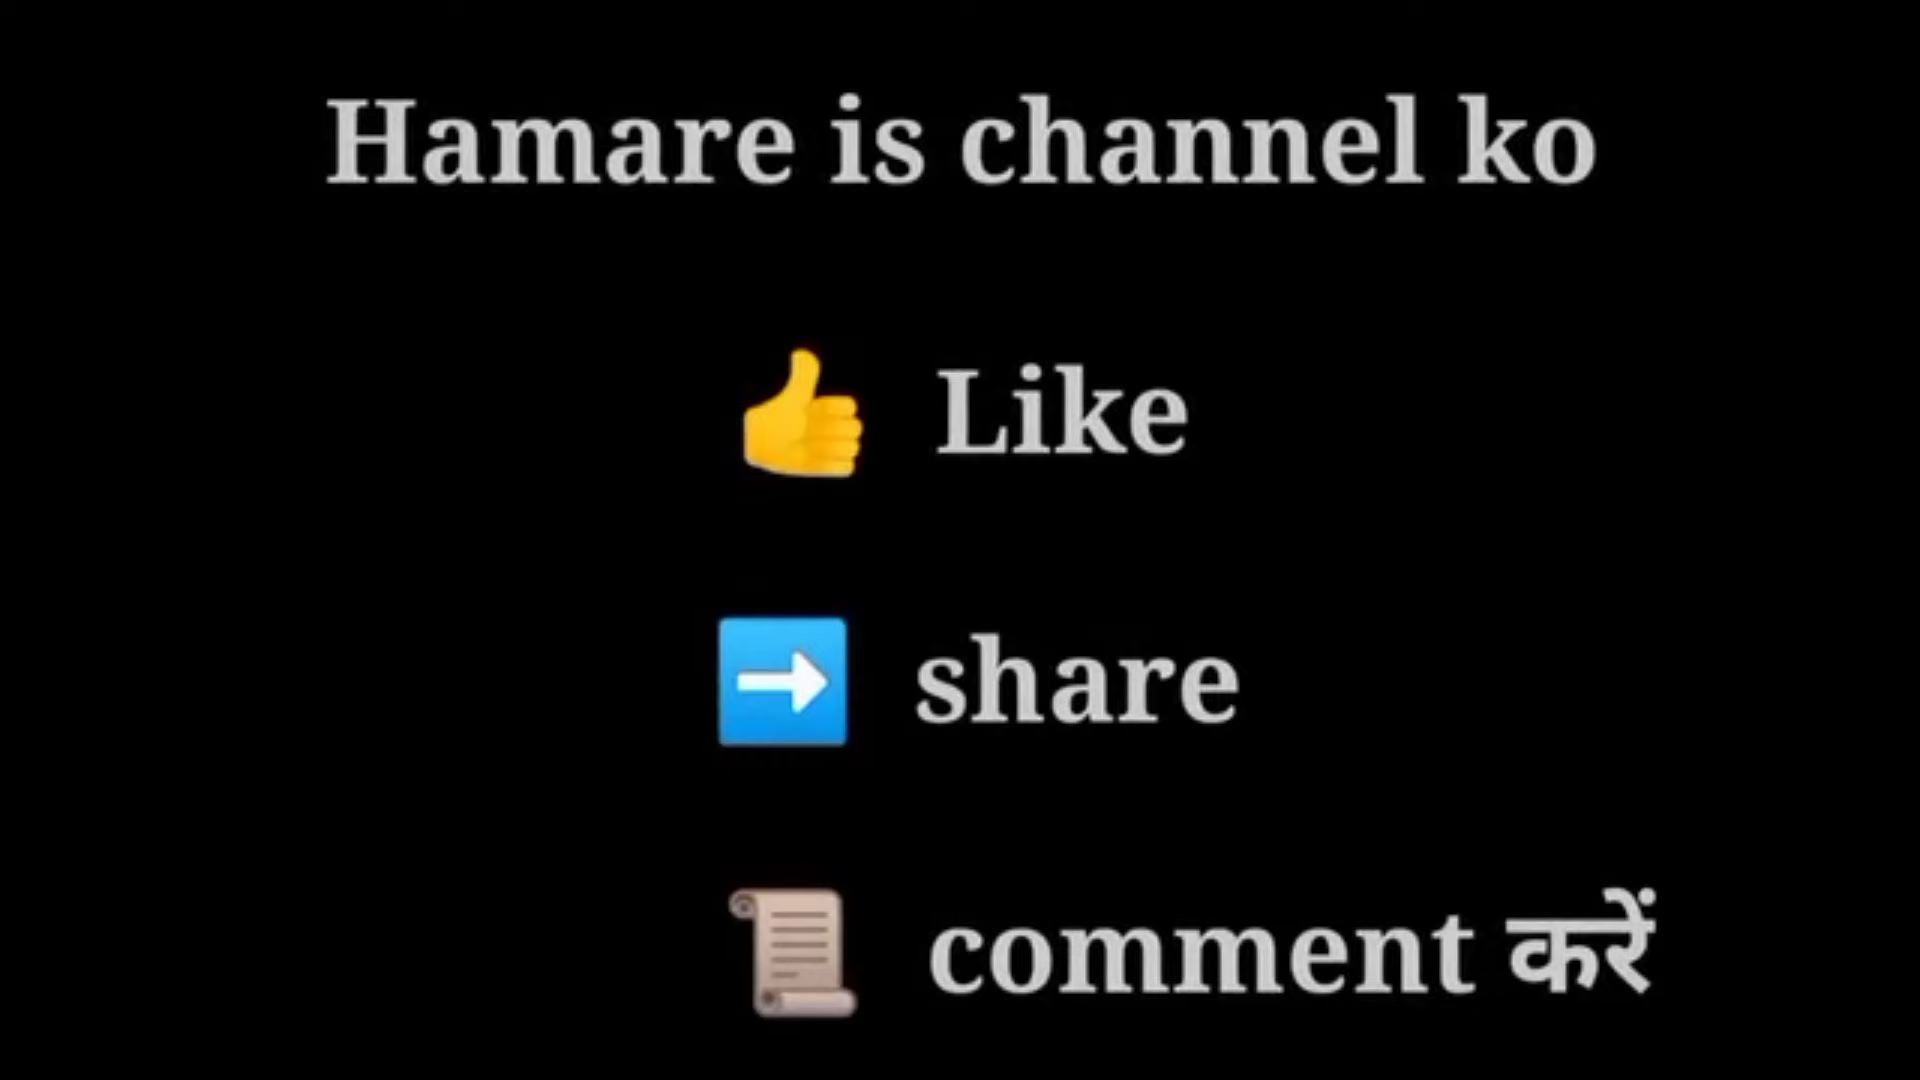 Hamare is channel ko
👍 Like
➡️ share
📜 comment करें